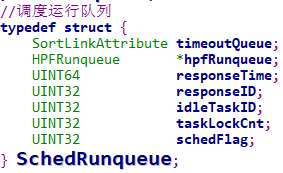 //调度运行队列
typedef struct {
    SortLinkAttribute timeoutQueue;
    HPFRunqueue       *hpfRunqueue;
    UINT64            responseTime;
    UINT32            responseID;
    UINT32            idleTaskID;
    UINT32            taskLockCnt;
    UINT32            schedFlag;
} SchedRunqueue;